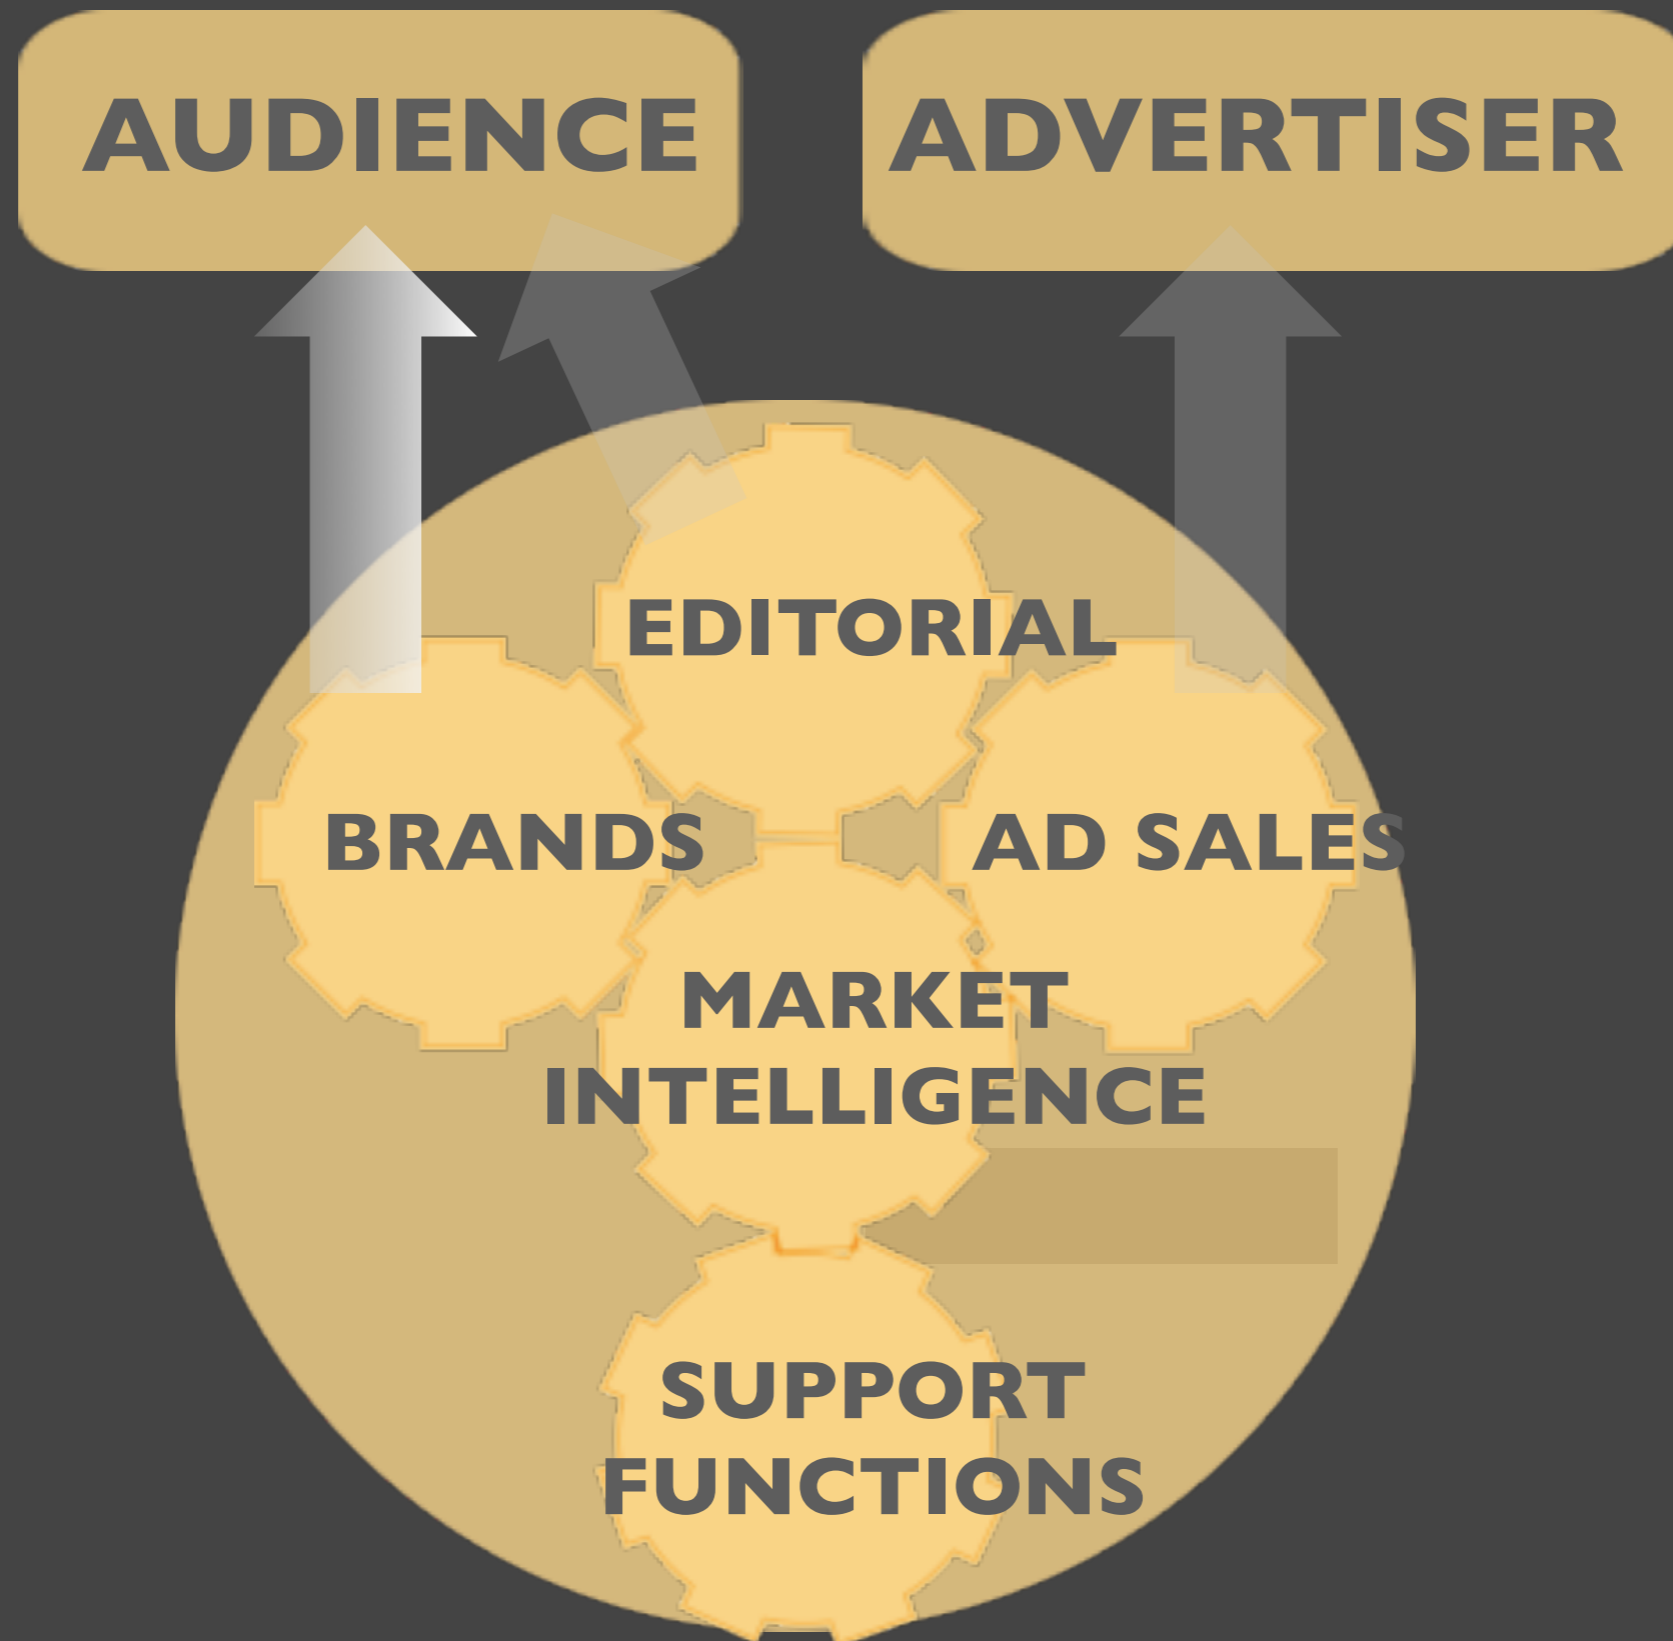 AUDIENCE
ADVERTISER
EDITORIAL
BRANDS
AD SALES
MARKET
INTELLIGENCE
SUPPORT
FUNCTIONS